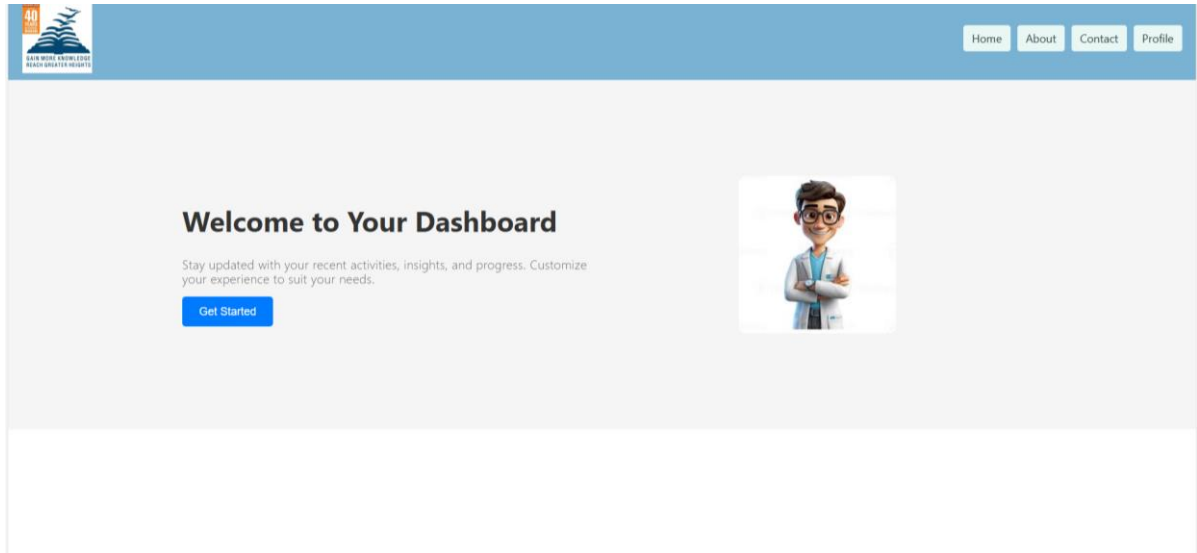 40
GAIN MORE KNOWLEDGE
REACH GREATER HEIGHTS
Home About Contact Profile
Welcome to Your Dashboard
Stay updated with your recent activities, insights, and progress. Customize
your experience to suit your needs.
Get Started